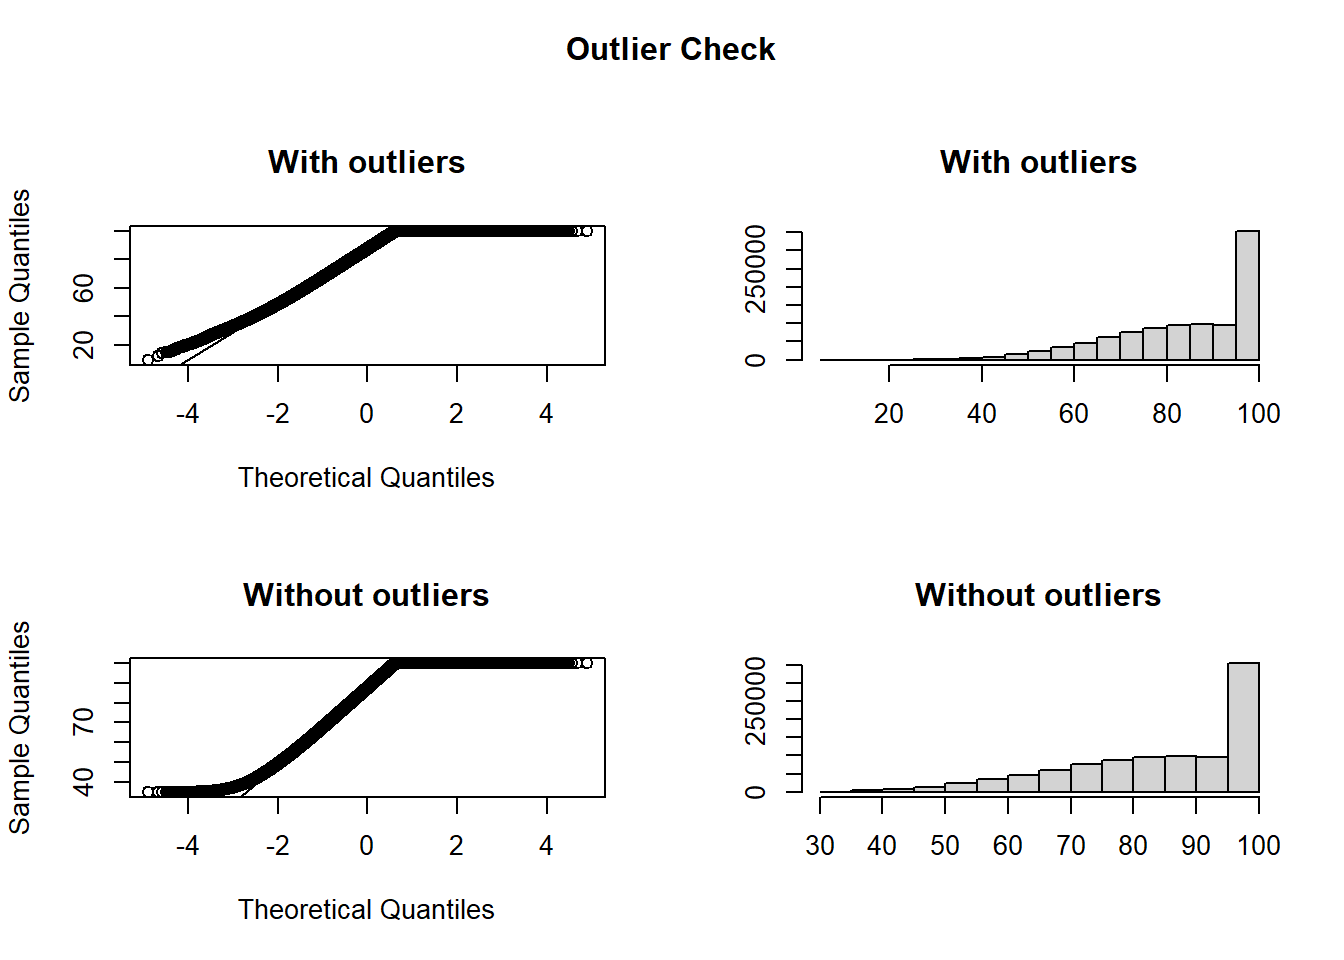 Outlier Check
With outliers
Sample Quantiles
20 60
-4 -2 0 2 4
Theoretical Quantiles
With outliers
0 250000
20 40 60 80 100
Without outliers
Sample Quantiles
40 70
-4 -2 0 2 4
Theoretical Quantiles
Without outliers
0 250000
30 40 50 60 70 80 90 100